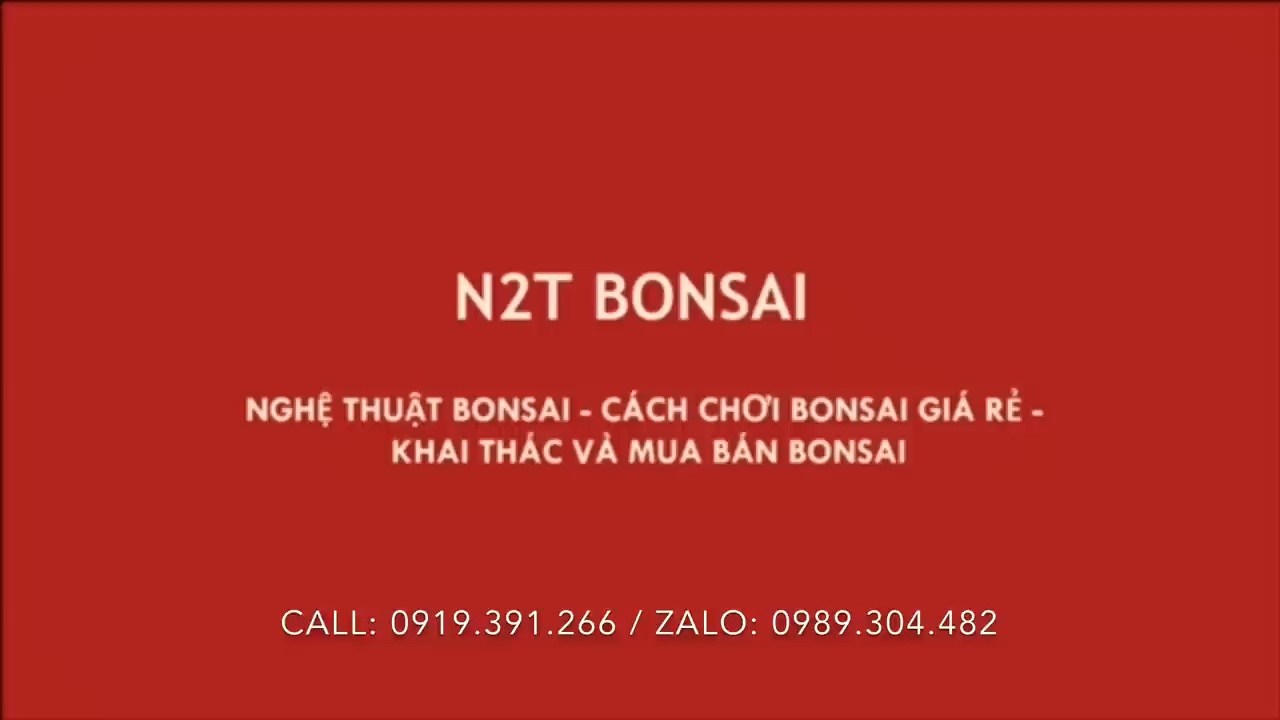 N2T BONSAI
NGHỆ THUẬT BONSAI - CÁCH CHƠI BONSAI GIÁ RẺ -
KHAI THÁC VÀ MUA BÁN BONSAI
CALL: 0919.391.266 / ZALO: 0989.304.482